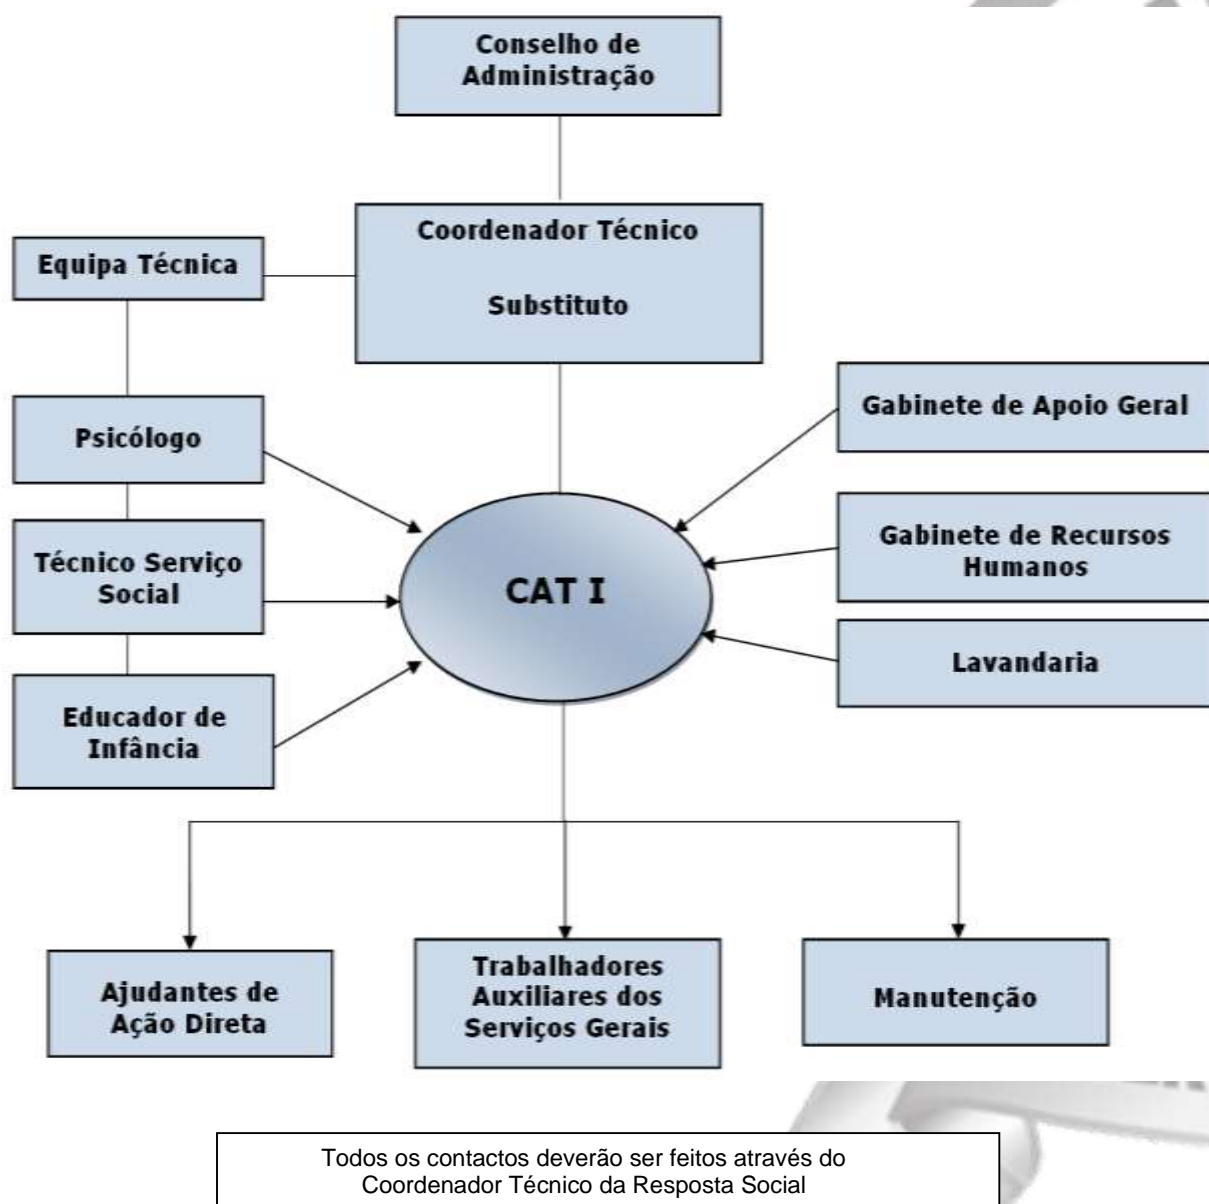 Conselho de
Administração
Coordenador Técnico
Substituto
Equipa Técnica
Psicólogo
Técnico Serviço
Social
Educador de
Infância
CAT I
Gabinete de Apoio Geral
Gabinete de Recursos
Humanos
Lavandaria
Ajudantes de
Ação Direta
Trabalhadores
Auxiliares dos
Serviços Gerais
Manutenção
Todos os contactos deverão ser feitos através do
Coordenador Técnico da Resposta Social